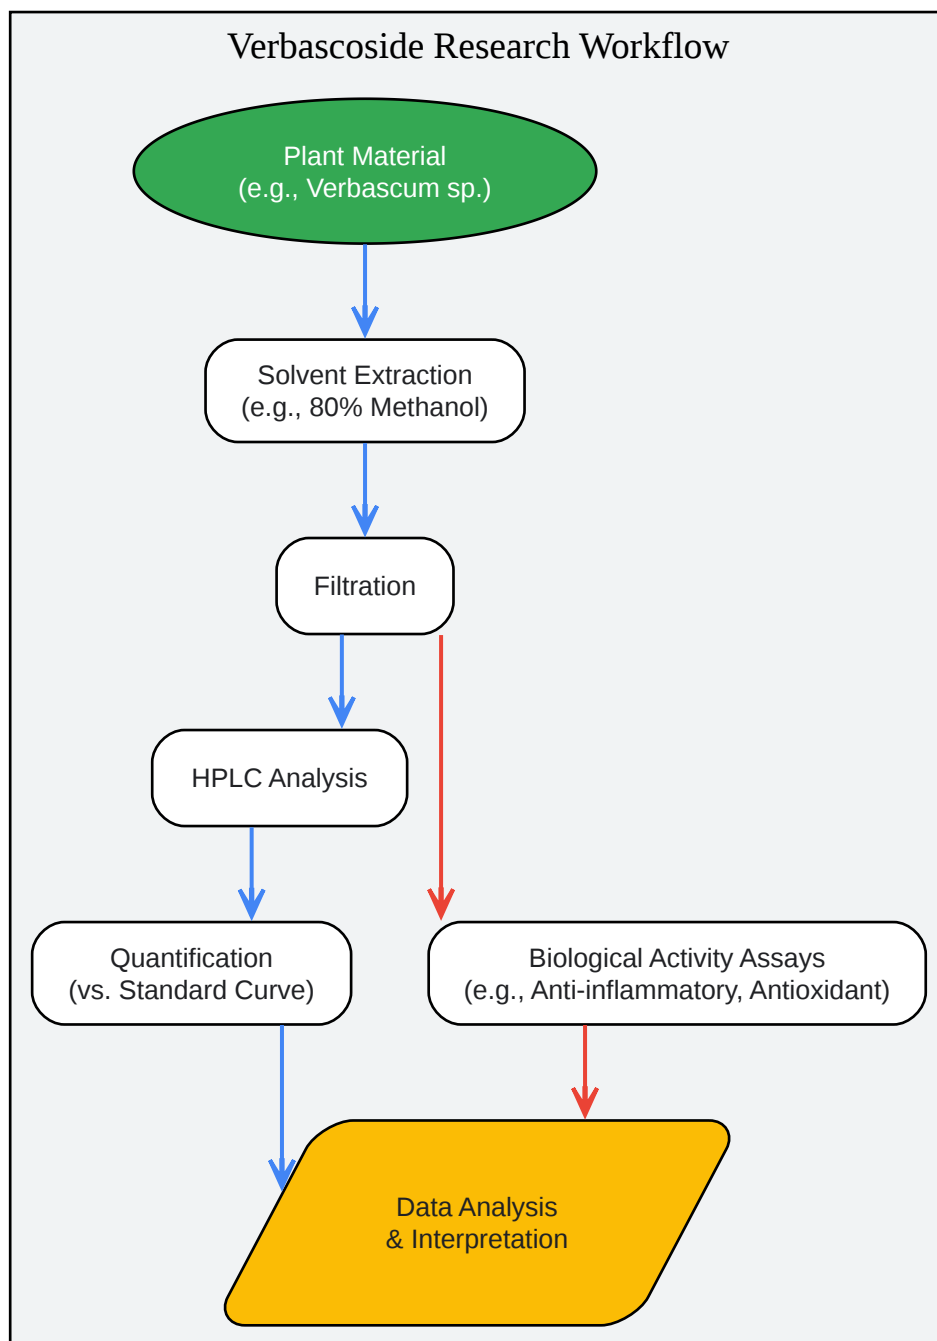 Verbascoside Research Workflow
Plant Material
(e.g., Verbascum sp.)
Solvent Extraction
(e.g., 80% Methanol)
Filtration
HPLC Analysis
Quantification
(vs. Standard Curve)
Biological Activity Assays
(e.g., Anti-inflammatory, Antioxidant)
Data Analysis
& Interpretation